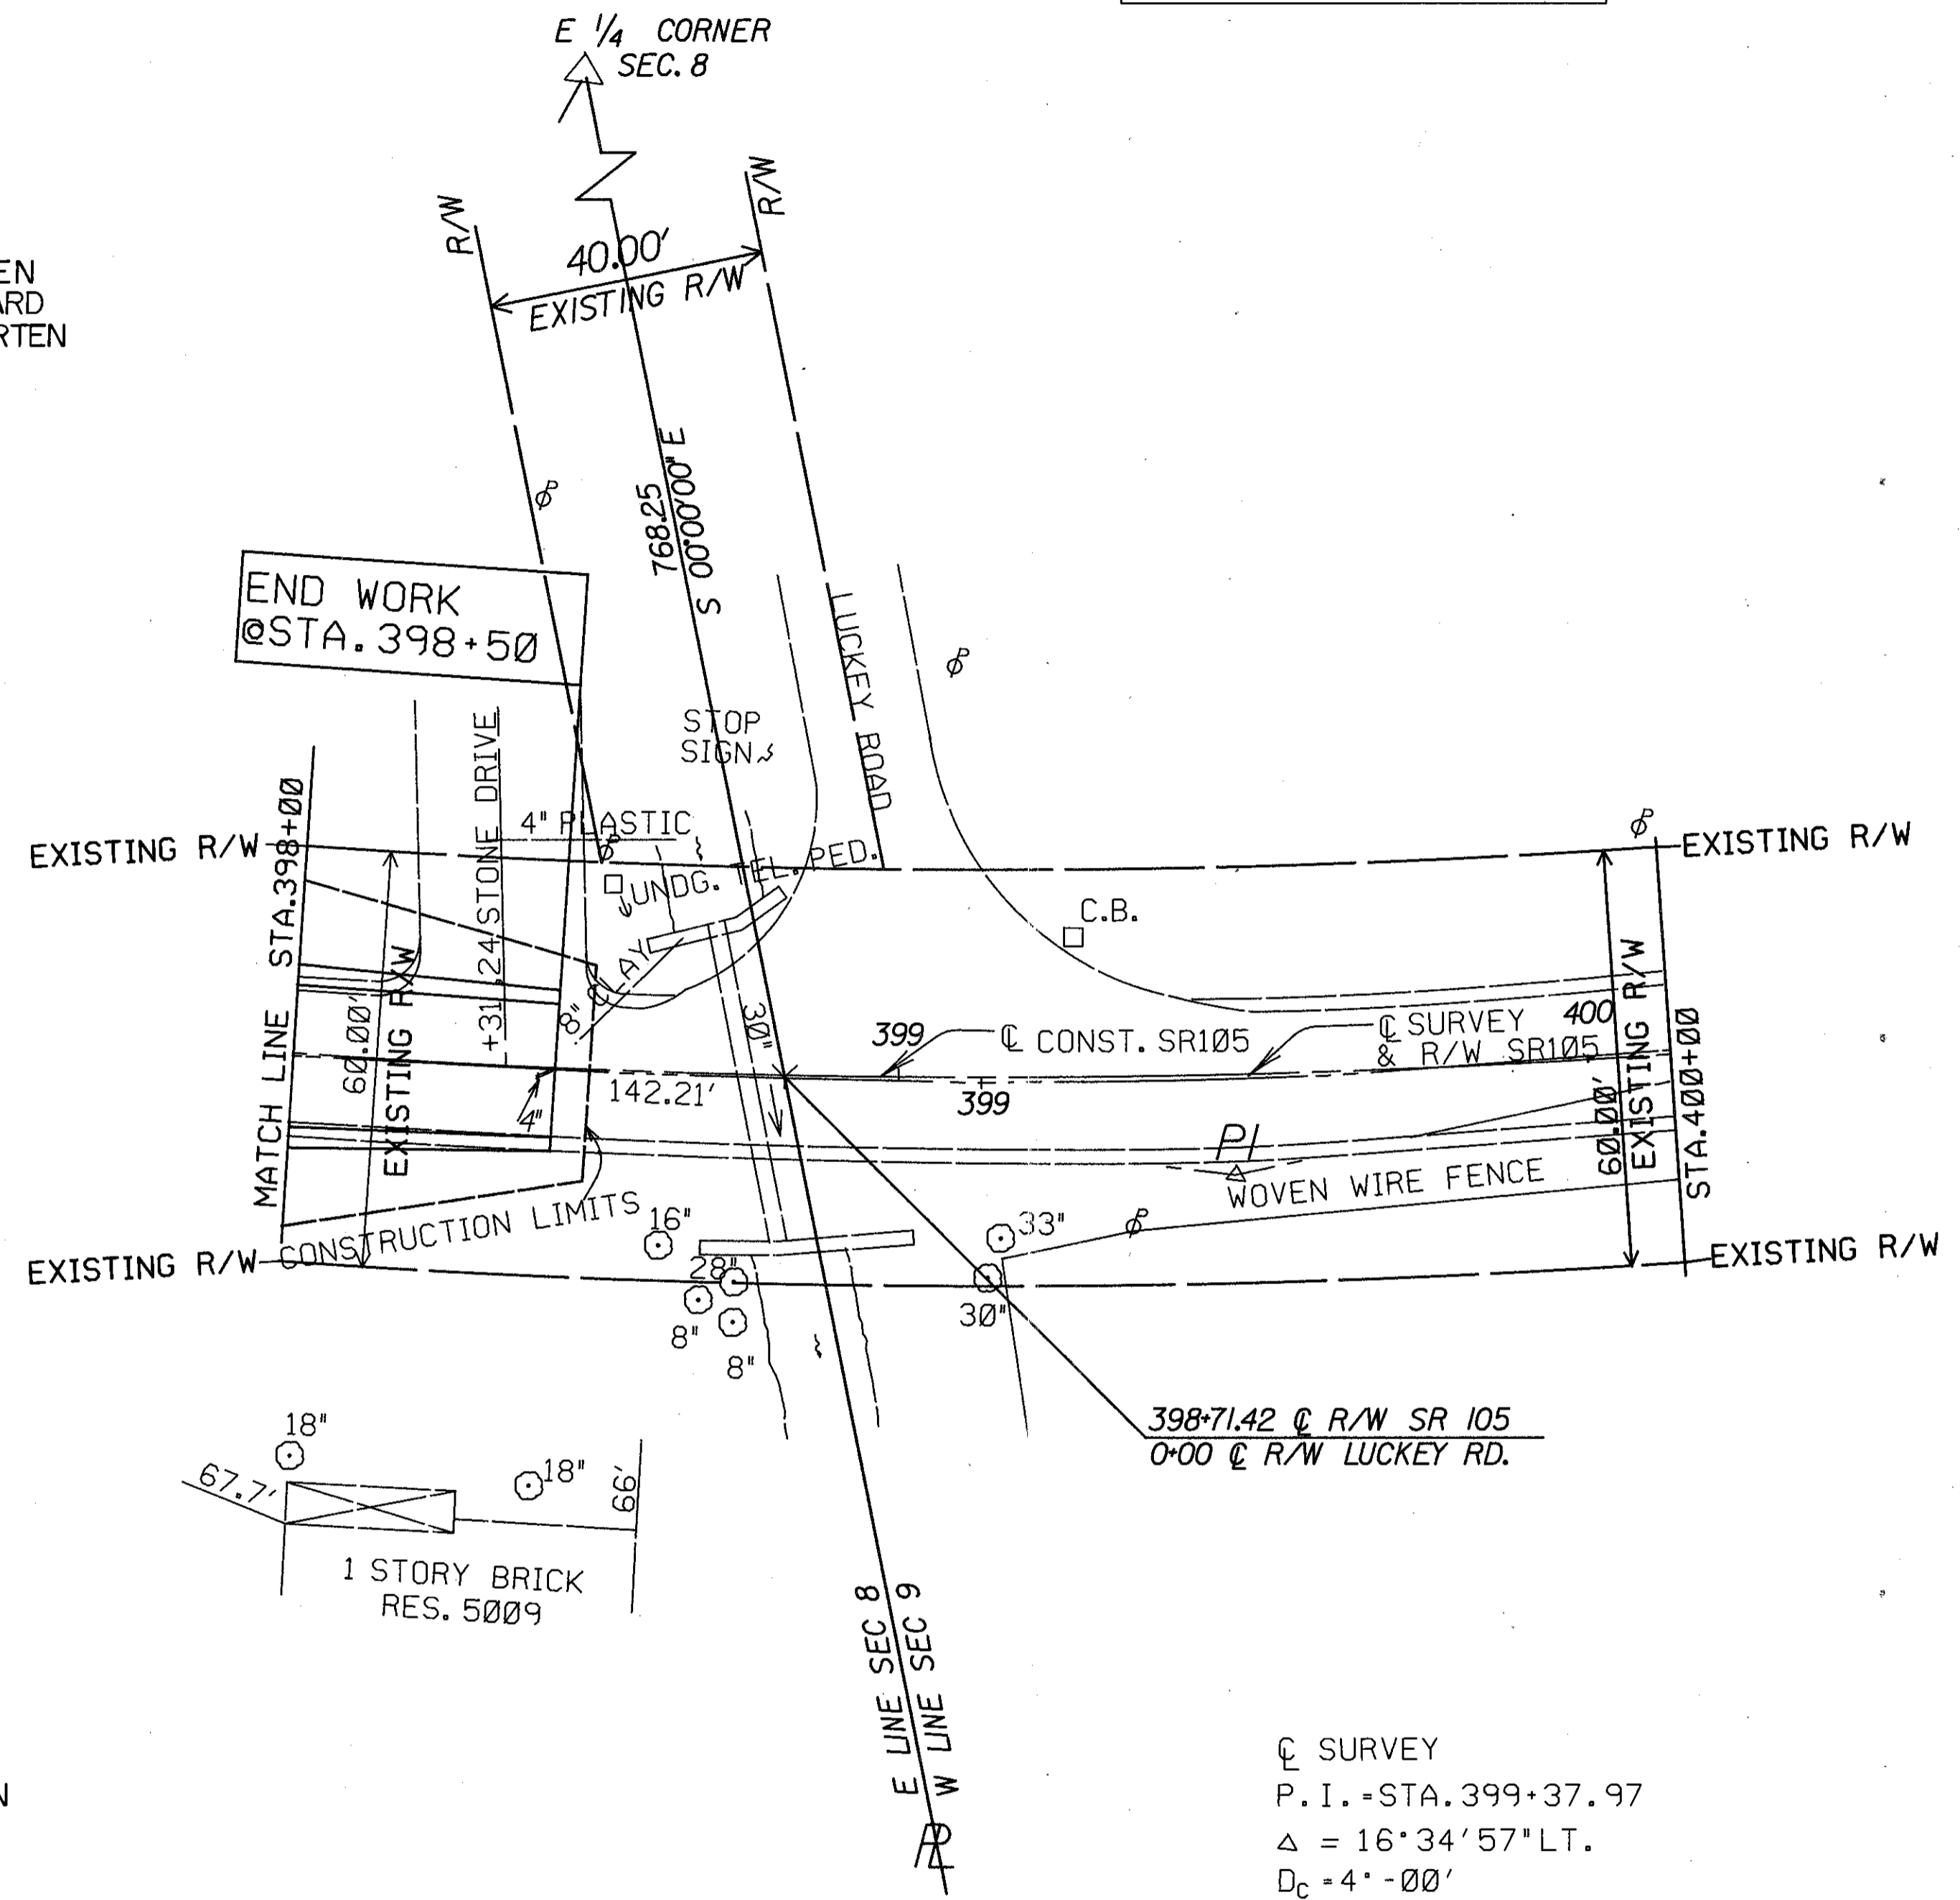 E 1/4 CORNER
SEC. 8
R/W
R/W
40.00'
EXISTING R/W
EN
ARD
RTEN
768.25
S 00°00'00" E
END WORK
@STA. 398+50
LUCKEY ROAD
STOP
SIGN
+31.24 STONE DRIVE
4" PLASTIC
MATCH LINE STA. 398+00
EXISTING R/W
EXISTING R/W
UNDG. TEL. PED.
C.B.
60.00'
EXISTING R/W
8" CLAY
30"
399
℄ CONST. SR105
℄ SURVEY
& R/W SR105
400
60.00'
EXISTING R/W
STA. 400+00
4"
142.21'
399
PI
WOVEN WIRE FENCE
CONSTRUCTION LIMITS
16"
33"
EXISTING R/W
EXISTING R/W
28"
30"
8"
8"
398+71.42 ℄ R/W SR 105
0+00 ℄ R/W LUCKEY RD.
18"
18"
67.7'
66'
1 STORY BRICK
RES. 5009
E LINE SEC 8
W LINE SEC 9
PL
N
℄ SURVEY
P.I. = STA. 399+37.97
Δ = 16°34'57" LT.
Dc = 4°-00'